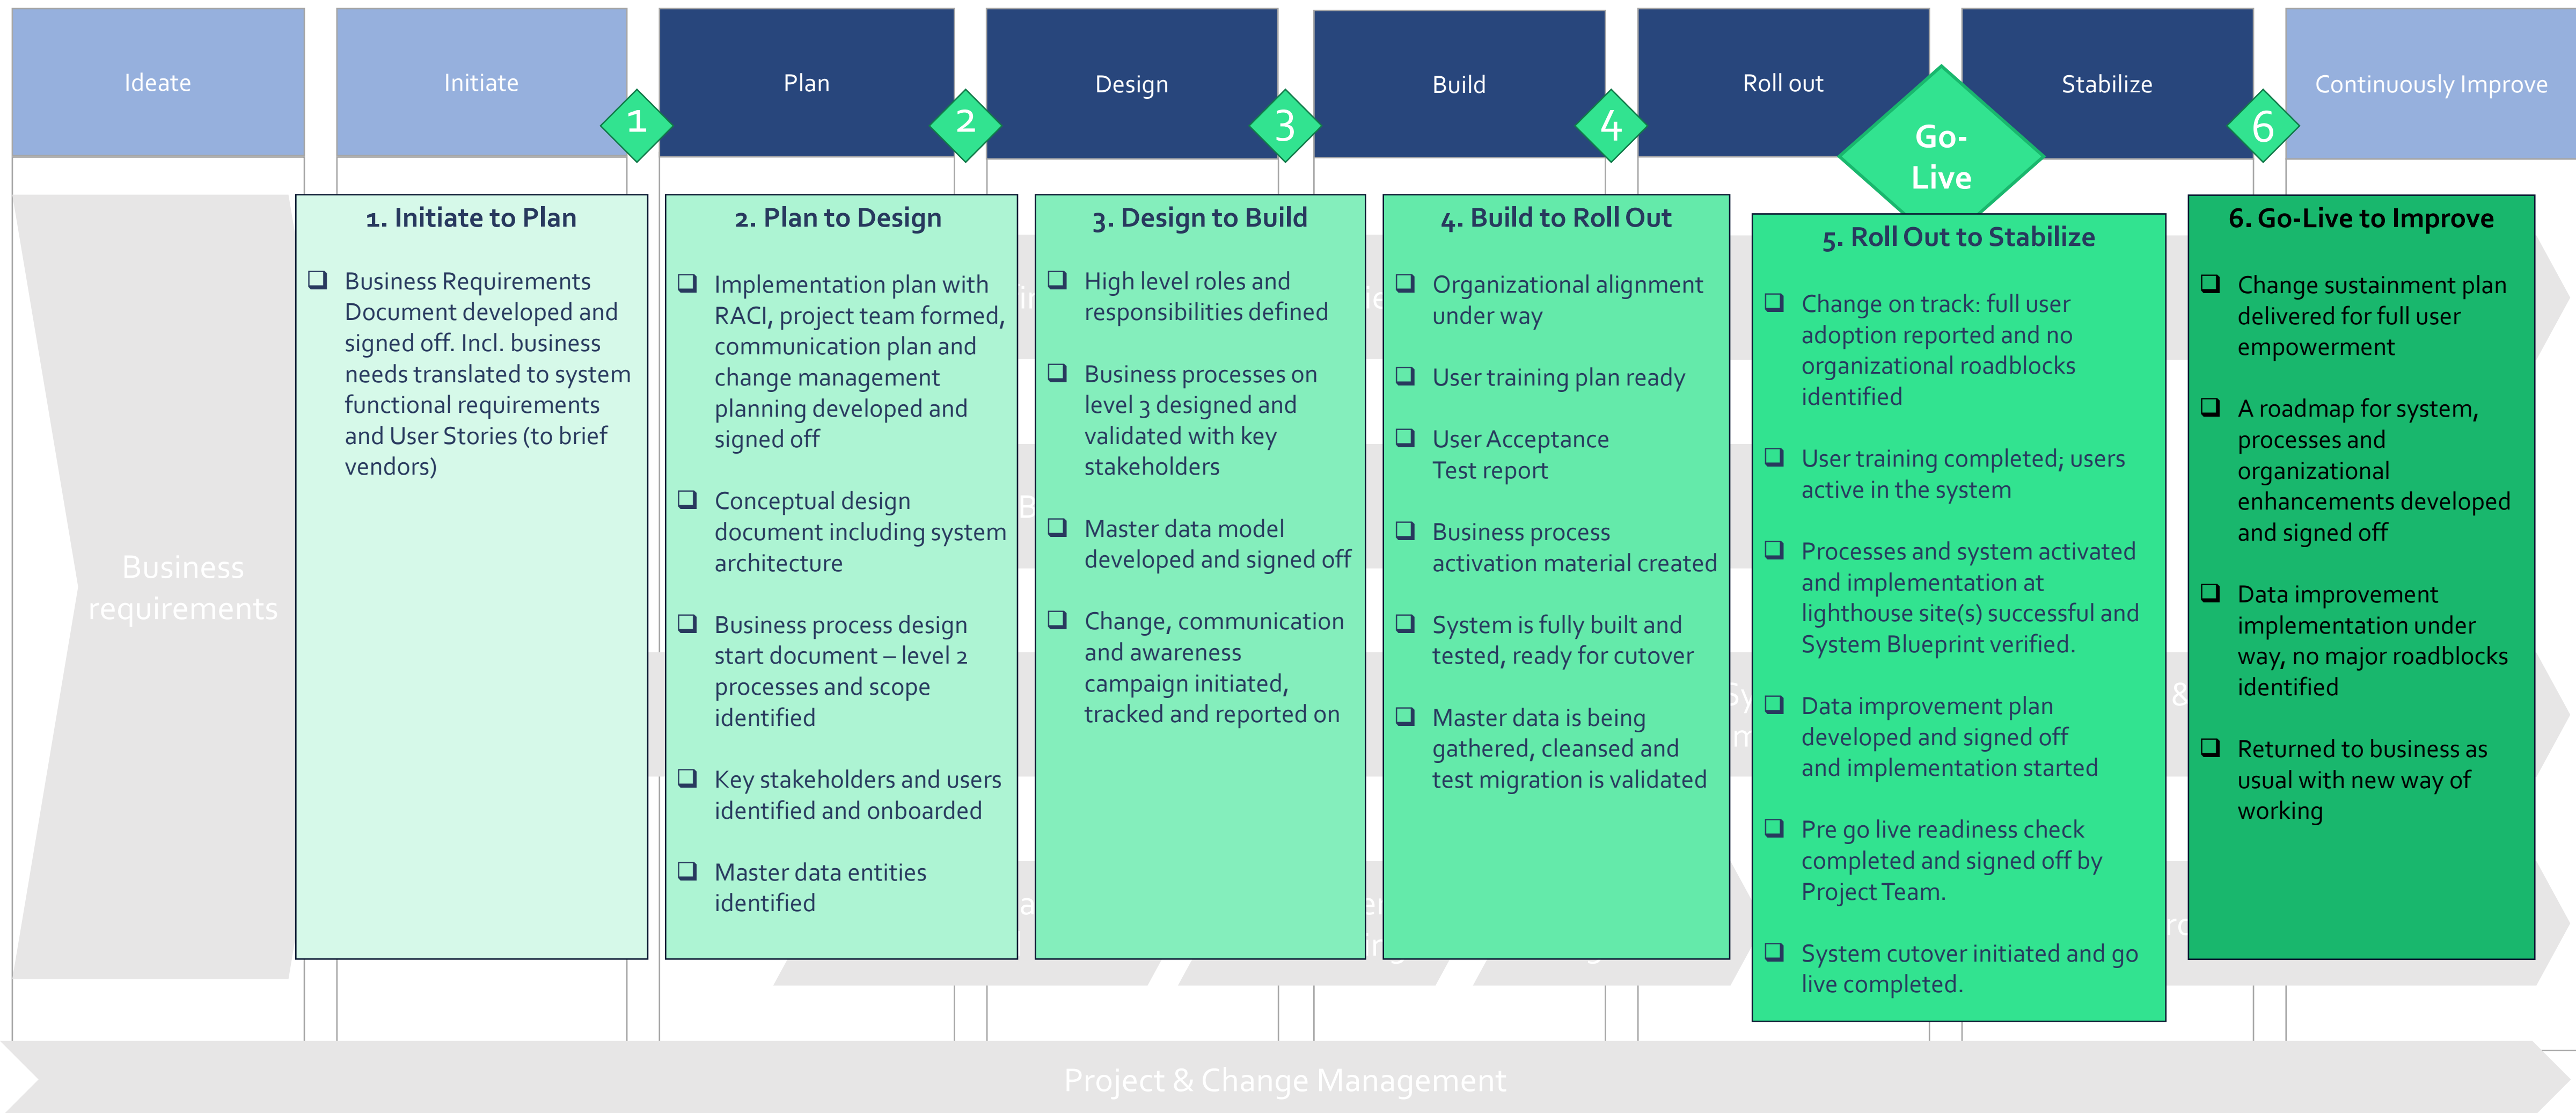 Ideate
Initiate
Plan
Design
Build
Roll out
Stabilize
Continuously Improve
1
2
3
4
Go-
Live
6
Business
requirements
1. Initiate to Plan
❑ Business Requirements
Document developed and
signed off. Incl. business
needs translated to system
functional requirements
and User Stories (to brief
vendors)
2. Plan to Design
❑ Implementation plan with
RACI, project team formed,
communication plan and
change management
planning developed and
signed off
❑ Conceptual design
document including system
architecture
❑ Business process design
start document – level 2
processes and scope
identified
❑ Key stakeholders and users
identified and onboarded
❑ Master data entities
identified
3. Design to Build
❑ High level roles and
responsibilities defined
❑ Business processes on
level 3 designed and
validated with key
stakeholders
❑ Master data model
developed and signed off
❑ Change, communication
and awareness
campaign initiated,
tracked and reported on
4. Build to Roll Out
❑ Organizational alignment
under way
❑ User training plan ready
❑ User Acceptance
Test report
❑ Business process
activation material created
❑ System is fully built and
tested, ready for cutover
❑ Master data is being
gathered, cleansed and
test migration is validated
5. Roll Out to Stabilize
❑ Change on track: full user
adoption reported and no
organizational roadblocks
identified
❑ User training completed; users
active in the system
❑ Processes and system activated
and implementation at
lighthouse site(s) successful and
System Blueprint verified.
❑ Data improvement plan
developed and signed off
and implementation started
❑ Pre go live readiness check
completed and signed off by
Project Team.
❑ System cutover initiated and go
live completed.
6. Go-Live to Improve
❑ Change sustainment plan
delivered for full user
empowerment
❑ A roadmap for system,
processes and
organizational
enhancements developed
and signed off
❑ Data improvement
implementation under
way, no major roadblocks
identified
❑ Returned to business as
usual with new way of
working
Project & Change Management